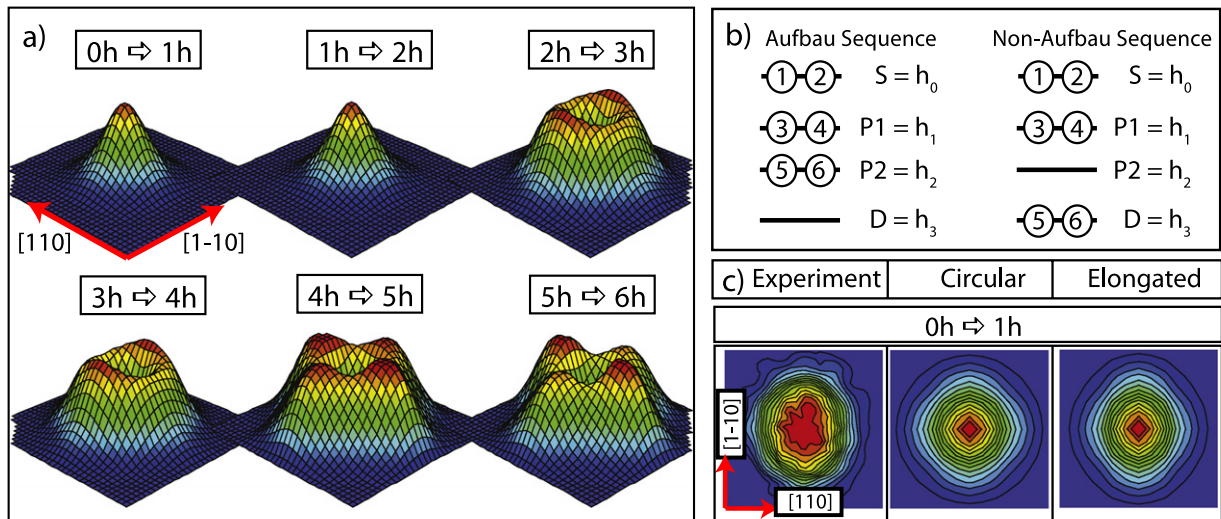 a)
0h ⇨ 1h
1h ⇨ 2h
2h ⇨ 3h
[110]
[1-10]
3h ⇨ 4h
4h ⇨ 5h
5h ⇨ 6h
b)
Aufbau Sequence
Non-Aufbau Sequence
1 2 S = h₀
1 2 S = h₀
3 4 P1 = h₁
3 4 P1 = h₁
5 6 P2 = h₂
P2 = h₂
D = h₃
5 6 D = h₃
c) Experiment
Circular
Elongated
0h ⇨ 1h
[1-10]
[110]